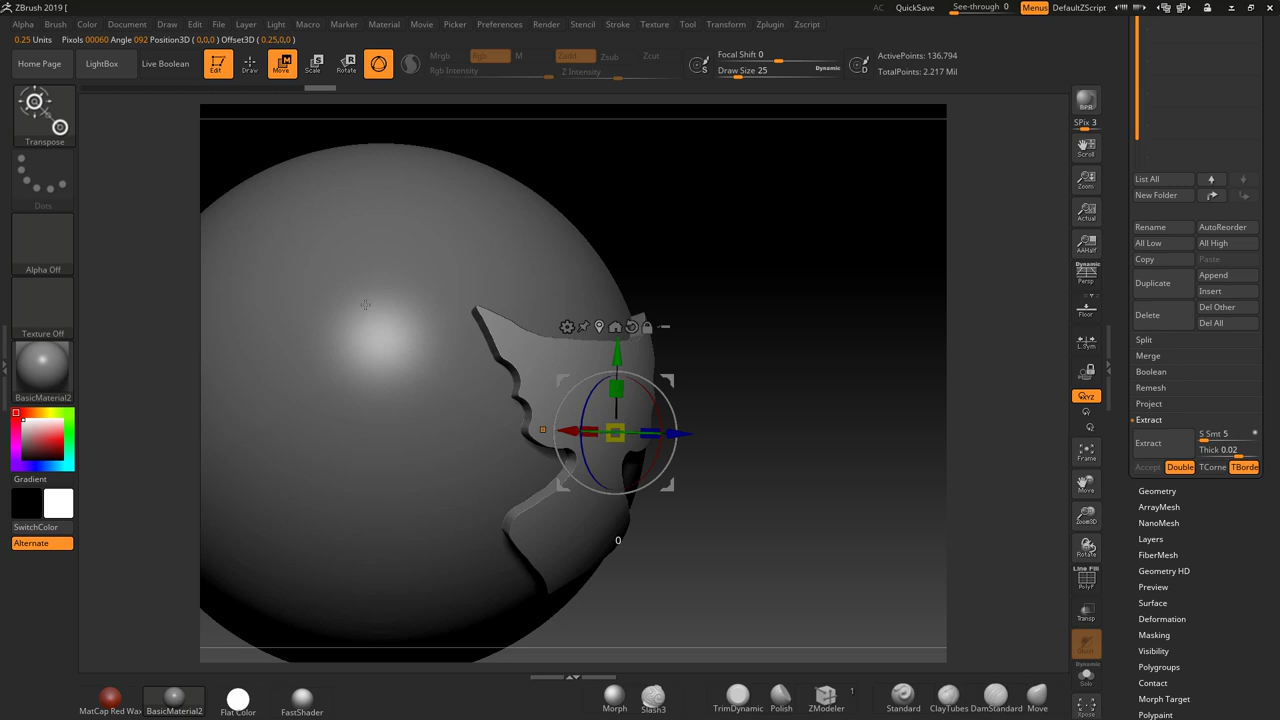 ZBrush 2019 [
AC QuickSave See-through 0 Menus DefaultZScript
Alpha Brush Color Document Draw Edit File Layer Light Macro Marker Material Movie Picker Preferences Render Stencil Stroke Texture Tool Transform Zplugin Zscript
0.25 Units Pixols 00060 Angle 092 Position3D ( 0,0,0 ) Offset3D ( 0.25,0,0 )
Home Page LightBox Live Boolean
Edit Draw Move Scale Rotate
Mrgb Rgb M Zadd Zsub Zcut
Rgb Intensity Z Intensity
Focal Shift 0
Draw Size 25 Dynamic
ActivePoints: 136.794
TotalPoints: 2.217 Mil
Transpose
Dots
Alpha Off
Texture Off
BasicMaterial2
Gradient
SwitchColor
Alternate
0
BPR
SPix 3
Scroll
Zoom
Actual
AAHalf
Dynamic
Persp
Floor
L.Sym
XYZ
Frame
Move
Zoom3D
Rotate
Line Fill
PolyF
Transp
Ghost
Dynamic
Solo
Xpose
List All
New Folder
Rename AutoReorder
All Low All High
Copy Paste
Duplicate Append
Insert
Delete Del Other
Del All
Split
Merge
Boolean
Remesh
Project
Extract
Extract S Smt 5
Thick 0.02
Accept Double TCorne TBorde
Geometry
ArrayMesh
NanoMesh
Layers
FiberMesh
Geometry HD
Preview
Surface
Deformation
Masking
Visibility
Polygroups
Contact
Morph Target
Polypaint
MatCap Red Wax BasicMaterial2 Flat Color FastShader Morph Slash3 TrimDynamic Polish ZModeler 1 Standard ClayTubes DamStandard Move